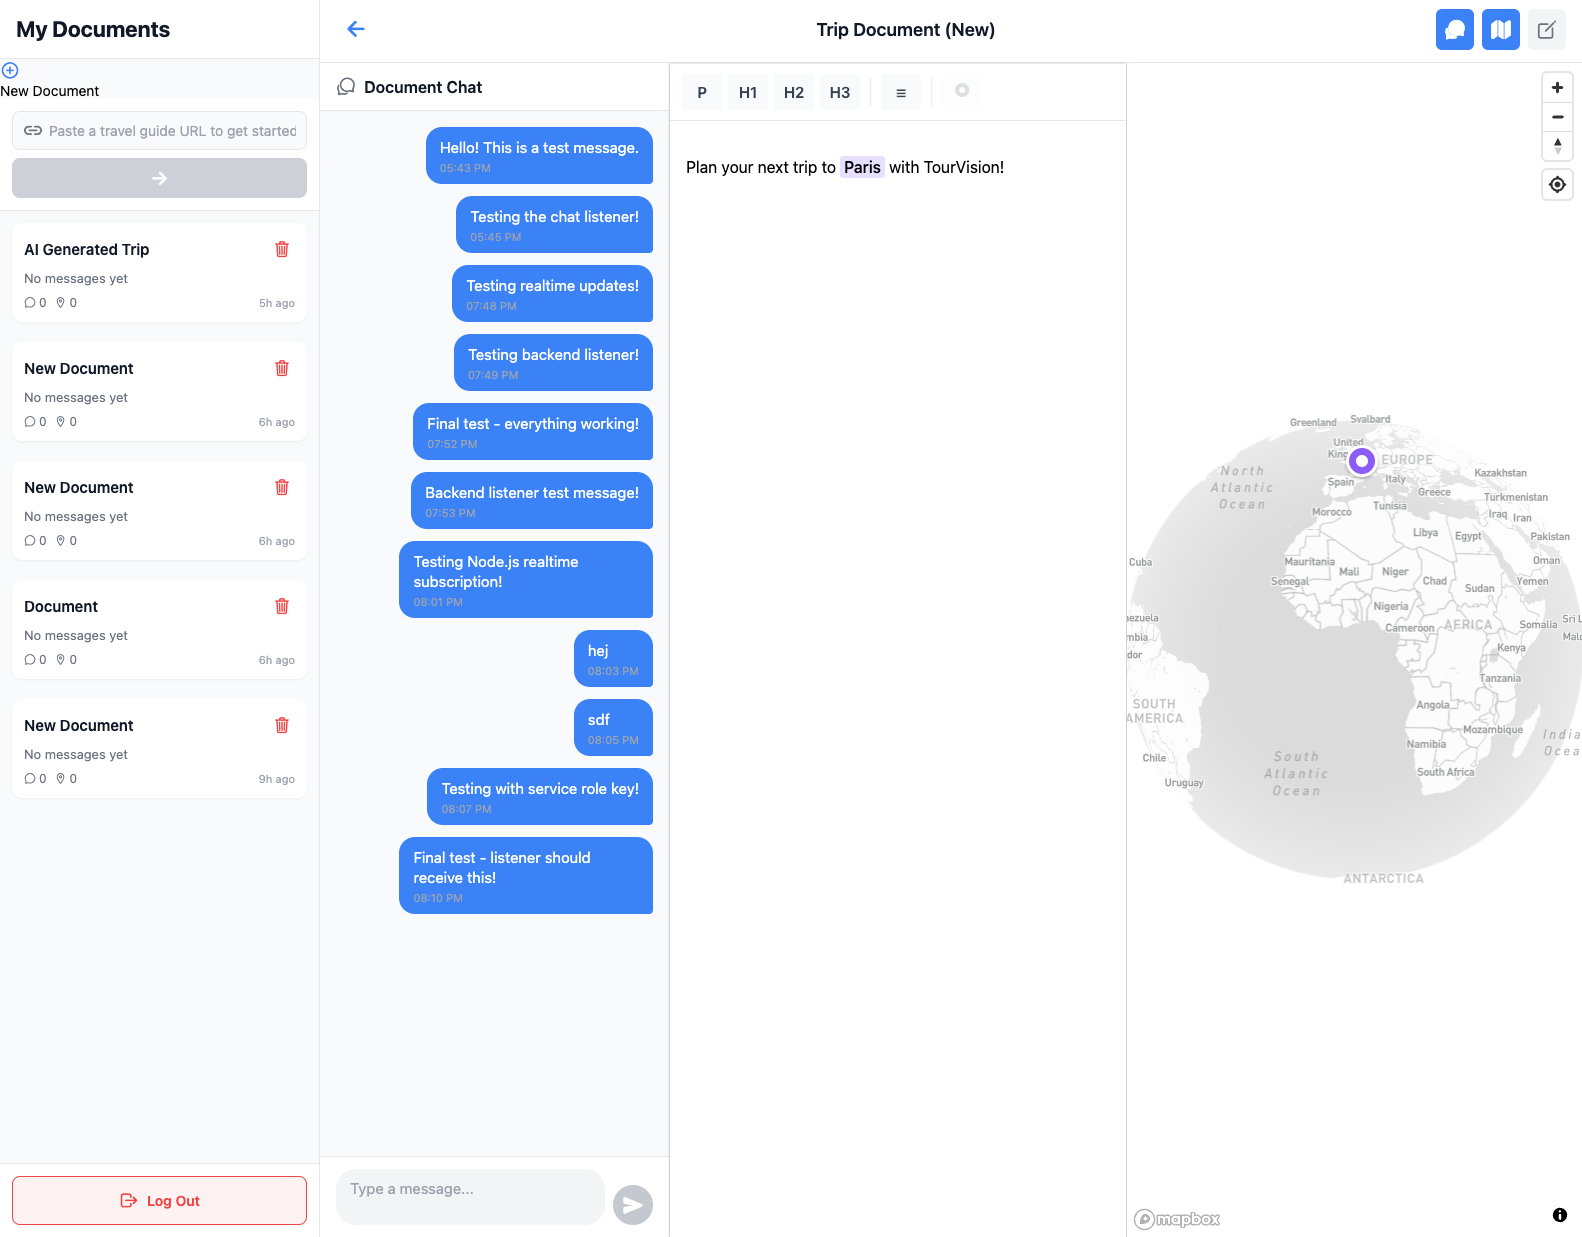 My Documents
New Document
Paste a travel guide URL to get started
AI Generated Trip
No messages yet
0 0 5h ago
New Document
No messages yet
0 0 6h ago
New Document
No messages yet
0 0 6h ago
Document
No messages yet
0 0 6h ago
New Document
No messages yet
0 0 9h ago
Log Out
Trip Document (New)
Document Chat
Hello! This is a test message.
05:43 PM
Testing the chat listener!
05:45 PM
Testing realtime updates!
07:48 PM
Testing backend listener!
07:49 PM
Final test - everything working!
07:52 PM
Backend listener test message!
07:53 PM
Testing Node.js realtime
subscription!
08:01 PM
hej
08:03 PM
sdf
08:05 PM
Testing with service role key!
08:07 PM
Final test - listener should
receive this!
08:10 PM
Type a message...
P H1 H2 H3 ≡
Plan your next trip to Paris with TourVision!
Greenland Svalbard
United
King
EUROPE
North
Atlantic
Ocean
Spain Italy
Kazakhstan
Greece Turkmenistan
Morocco Tunisia
Iraq Iran
Libya Egypt Pakistan
Cuba
Mauritania Mali Niger
Oman
Senegal Chad Sudan Yemen
Nigeria
ezuela
Cameroon AFRICA Somalia Sri L
mbia
Malc
dor
Kenya
Tanzania
SOUTH
AMERICA
Angola
Mozambique
Namibia
India
Ocea
Chile
South
Atlantic
Ocean
South Africa
Uruguay
ANTARCTICA
mapbox